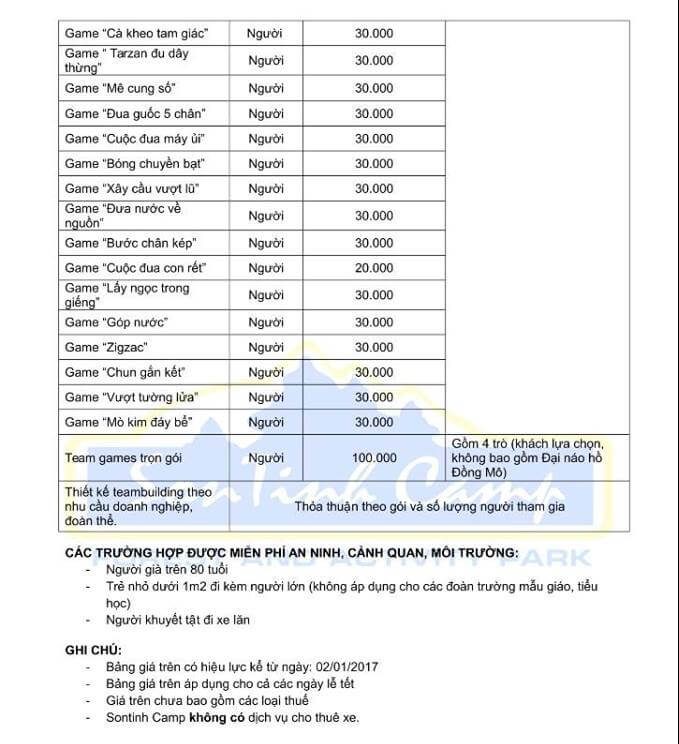 Game “Cà kheo tam giác” Người 30.000
Game “ Tarzan đu dây
thừng” Người 30.000
Game “Mê cung số” Người 30.000
Game “Đua guốc 5 chân” Người 30.000
Game “Cuộc đua máy ủi” Người 30.000
Game “Bóng chuyền bạt” Người 30.000
Game “Xây cầu vượt lũ” Người 30.000
Game “Đưa nước về
nguồn” Người 30.000
Game “Bước chân kép” Người 30.000
Game “Cuộc đua con rết” Người 20.000
Game “Lấy ngọc trong
giếng” Người 30.000
Game “Góp nước” Người 30.000
Game “Zigzac” Người 30.000
Game “Chun gắn kết” Người 30.000
Game “Vượt tường lửa” Người 30.000
Game “Mò kim đáy bể” Người 30.000
Team games trọn gói Người 100.000 Gồm 4 trò (khách lựa chọn,
không bao gồm Đại náo hồ
Đồng Mô)
Thiết kế teambuilding theo
nhu cầu doanh nghiệp,
đoàn thể. Thỏa thuận theo gói và số lượng người tham gia
SonTinh Camp
FOREST AND ACTIVITY PARK
CÁC TRƯỜNG HỢP ĐƯỢC MIỄN PHÍ AN NINH, CẢNH QUAN, MÔI TRƯỜNG:
- Người già trên 80 tuổi
- Trẻ nhỏ dưới 1m2 đi kèm người lớn (không áp dụng cho các đoàn trường mẫu giáo, tiểu
học)
- Người khuyết tật đi xe lăn
GHI CHÚ:
- Bảng giá trên có hiệu lực kể từ ngày: 02/01/2017
- Bảng giá trên áp dụng cho cả các ngày lễ tết
- Giá trên chưa bao gồm các loại thuế
- Sontinh Camp không có dịch vụ cho thuê xe.